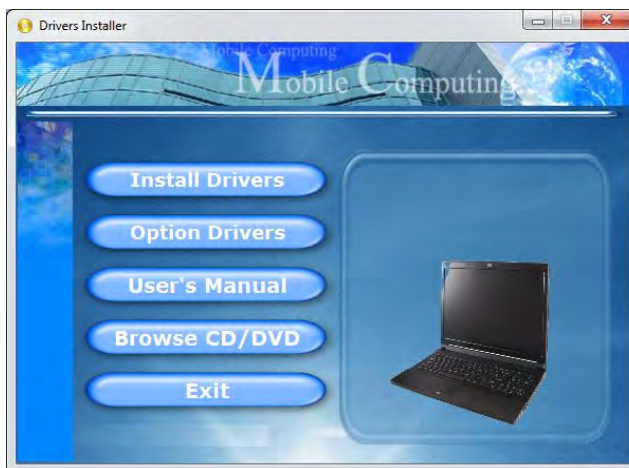 Drivers Installer
Mobile Computing
Mobile Computing
Install Drivers
Option Drivers
User's Manual
Browse CD/DVD
Exit